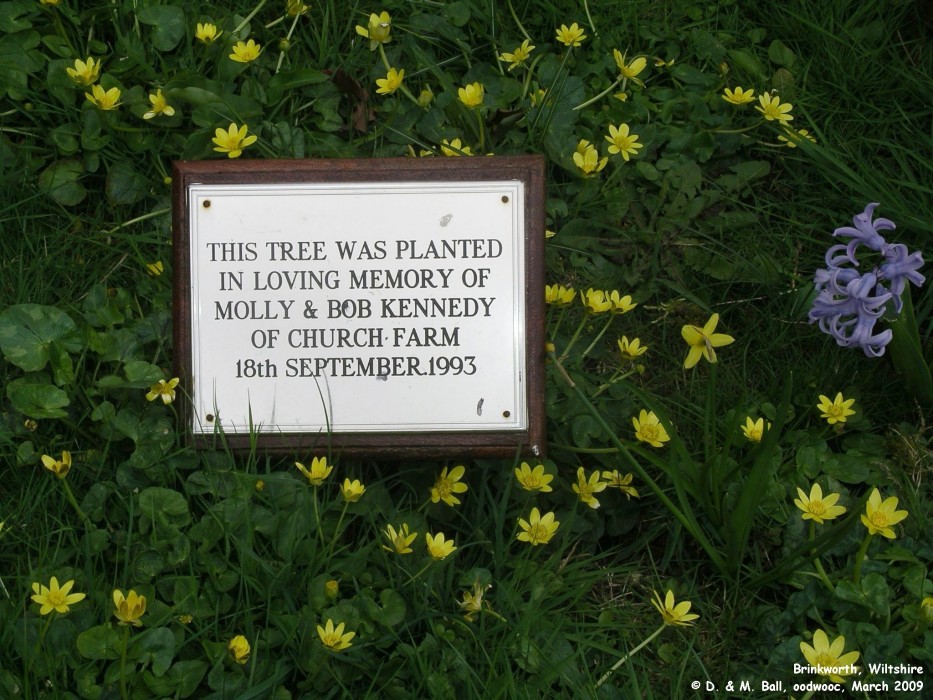 THIS TREE WAS PLANTED
IN LOVING MEMORY OF
MOLLY & BOB KENNEDY
OF CHURCH FARM
18th SEPTEMBER.1993
Brinkworth, Wiltshire
© D. & M. Ball, oodwooc, March 2009